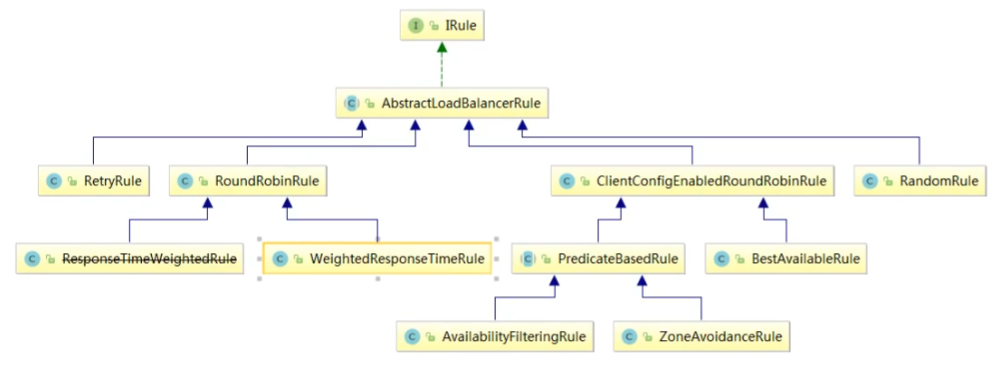 I IRule
C AbstractLoadBalancerRule
C RetryRule
C RoundRobinRule
C ClientConfigEnabledRoundRobinRule
C RandomRule
C ResponseTimeWeightedRule
C WeightedResponseTimeRule
C PredicateBasedRule
C BestAvailableRule
C AvailabilityFilteringRule
C ZoneAvoidanceRule